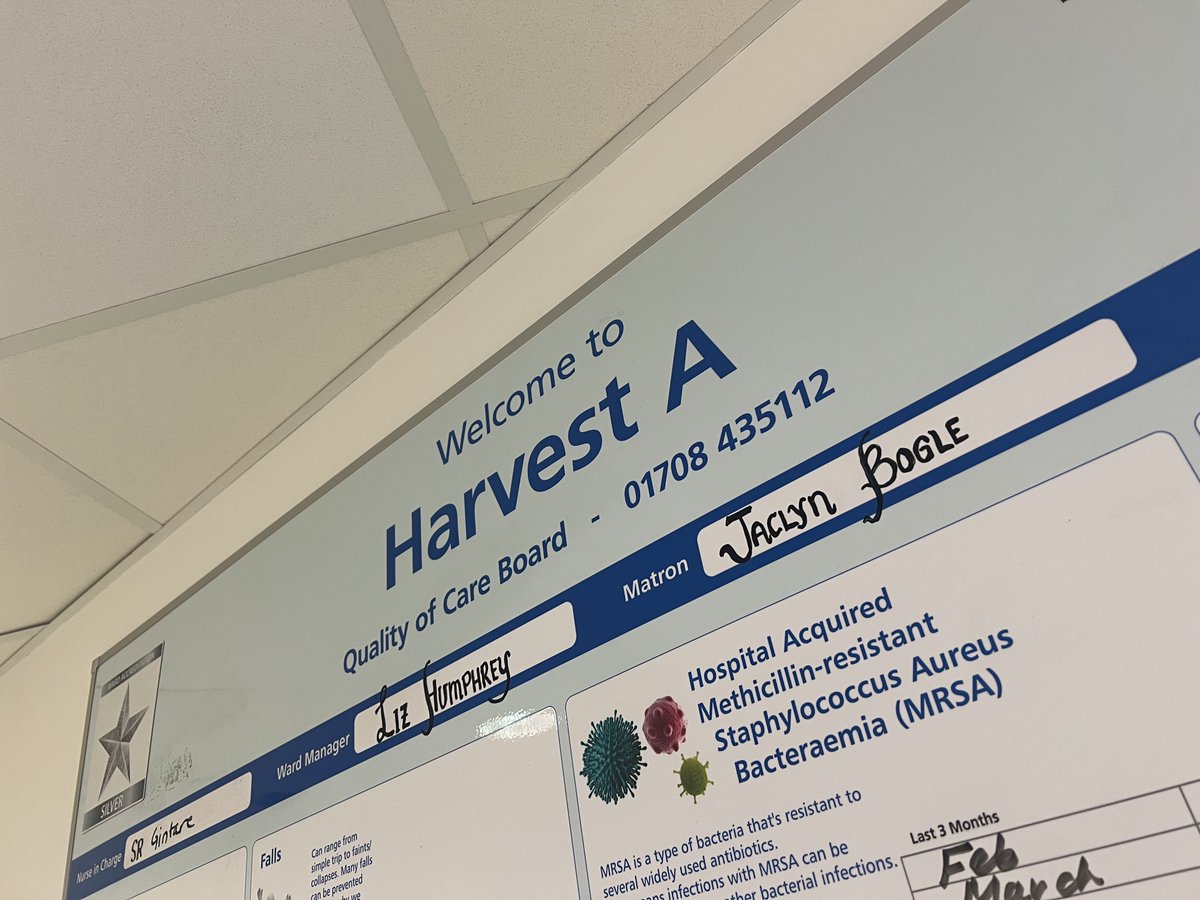 Welcome to
Harvest A
Quality of Care Board - 01708 435112
WARD ACCREDITATION
SILVER
Nurse in Charge SR Gintare
Ward Manager Liz Humphrey
Matron Jaclyn Bogle
Falls
Can range from
simple trip to faints/
collapses. Many falls
can be prevented
we
Hospital Acquired
Methicillin-resistant
Staphylococcus Aureus
Bacteraemia (MRSA)
MRSA is a type of bacteria that's resistant to
several widely used antibiotics.
infections with MRSA can be
other bacterial infections.
Last 3 Months
Feb
March